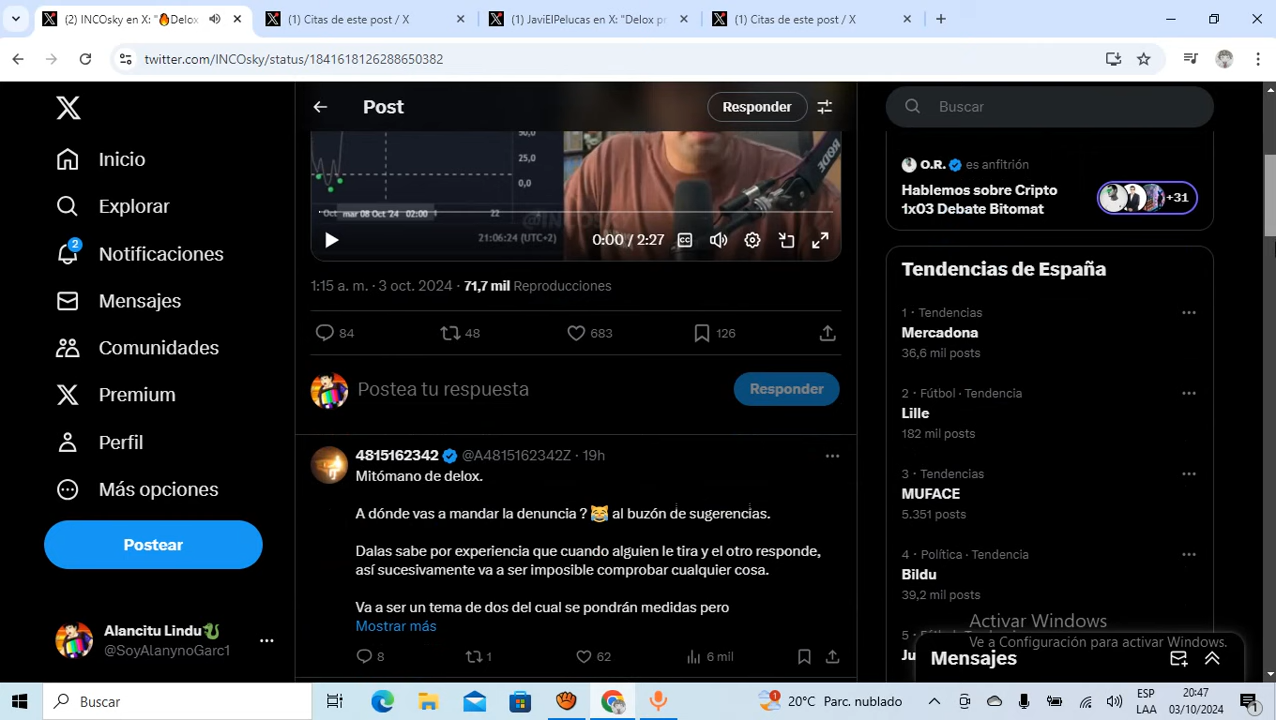 (2) INCOsky en X: "🔥Delox
(1) Citas de este post / X
(1) JaviElPelucas en X: "Delox pr
(1) Citas de este post / X
twitter.com/INCOsky/status/1841618126288650382
Inicio
Explorar
2
Notificaciones
Mensajes
Comunidades
Premium
Perfil
Más opciones
Postear
Alancitu Lindu🐍
@SoyAlanynoGarc1
Post
Responder
50,0
25,0
0,0
RODE
Oct
mar 08 Oct '24 02:00
22
21:06:24 (UTC+2)
0:00 / 2:27
CC
1:15 a. m. · 3 oct. 2024 · 71,7 mil Reproducciones
84
48
683
126
Postea tu respuesta
Responder
4815162342 @A4815162342Z · 19h
Mitómano de delox.
A dónde vas a mandar la denuncia ? 😹 al buzón de sugerencias.
Dalas sabe por experiencia que cuando alguien le tira y el otro responde,
así sucesivamente va a ser imposible comprobar cualquier cosa.
Va a ser un tema de dos del cual se pondrán medidas pero
Mostrar más
8
1
62
6 mil
Buscar
O.R. es anfitrión
Hablemos sobre Cripto
1x03 Debate Bitomat
+31
Tendencias de España
1 · Tendencias
Mercadona
36,6 mil posts
2 · Fútbol · Tendencia
Lille
182 mil posts
3 · Tendencias
MUFACE
5.351 posts
4 · Política · Tendencia
Bildu
39,2 mil posts
Activar Windows
Ve a Configuración para activar Windows.
Mensajes
Buscar
20°C Parc. nublado
ESP
LAA
20:47
03/10/2024
1